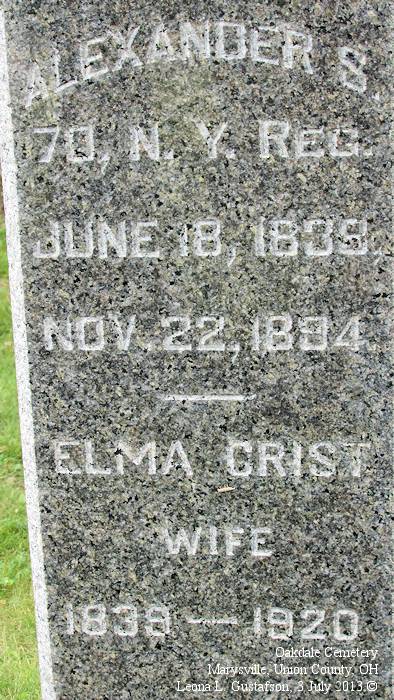 ALEXANDER S.
70, N. Y. REG.
JUNE 18, 1839,
NOV. 22, 1894.
ELMA CRIST
WIFE
1839 — 1920
Oakdale Cemetery
Marysville, Union County, OH
Leona L. Gustafson, 3 July 2013 ©